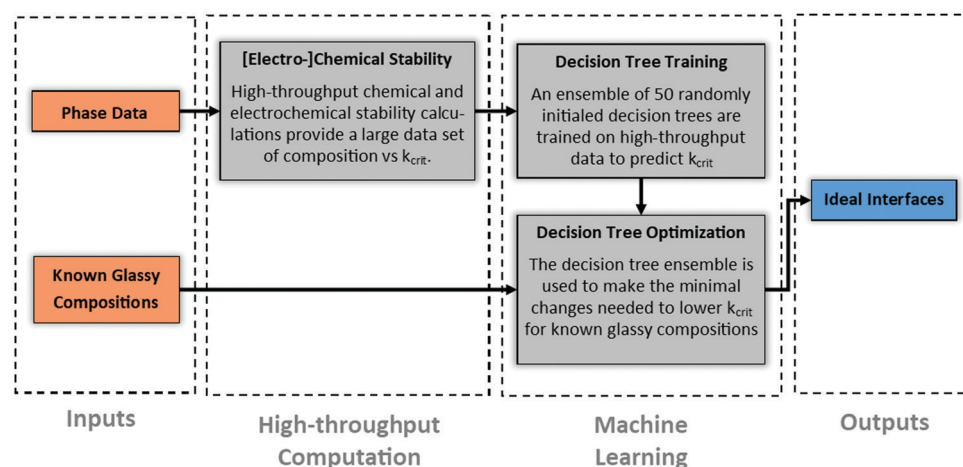 Phase Data
Known Glassy
Compositions
[Electro-]Chemical Stability
High-throughput chemical and
electrochemical stability calcu-
lations provide a large data set
of composition vs kcrit.
Decision Tree Training
An ensemble of 50 randomly
initialed decision trees are
trained on high-throughput
data to predict kcrit
Decision Tree Optimization
The decision tree ensemble is
used to make the minimal
changes needed to lower kcrit
for known glassy compositions
Ideal Interfaces
Inputs
High-throughput
Computation
Machine
Learning
Outputs